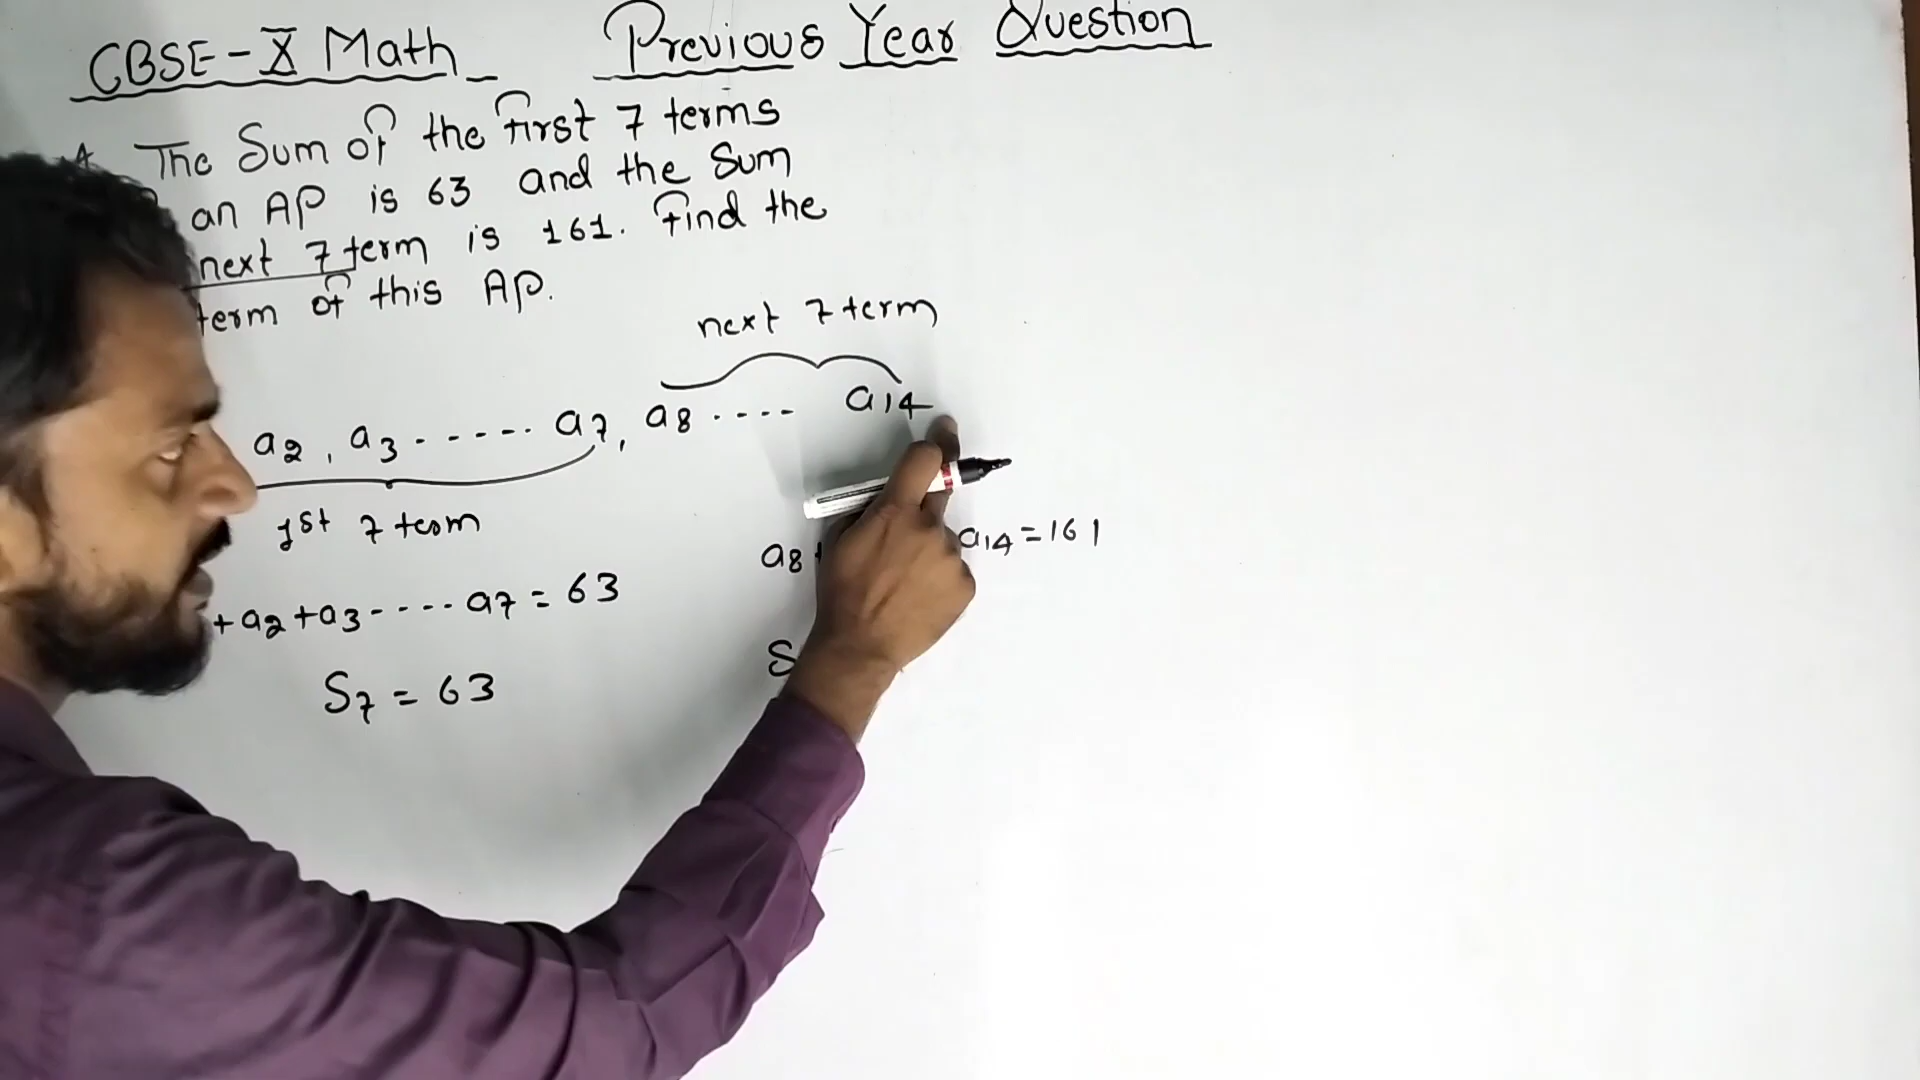 CBSE-X Math Previous Year Question
The Sum of the First 7 terms
an AP is 63 and the Sum
next 7 term is 161. Find the
term of this AP.
next 7 term
a2, a3 ------ a7, a8 ---- a14
1st 7 term
+a2+a3---- a7 = 63
a8+ a14=161
S7 = 63
S